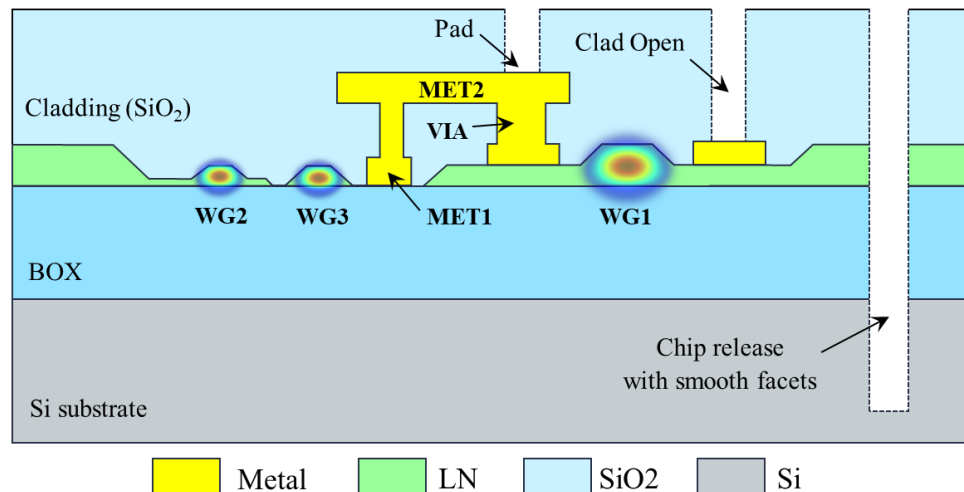 Pad
Clad Open
MET2
Cladding (SiO2)
VIA
WG2
WG3
MET1
WG1
BOX
Chip release
with smooth facets
Si substrate
Metal
LN
SiO2
Si